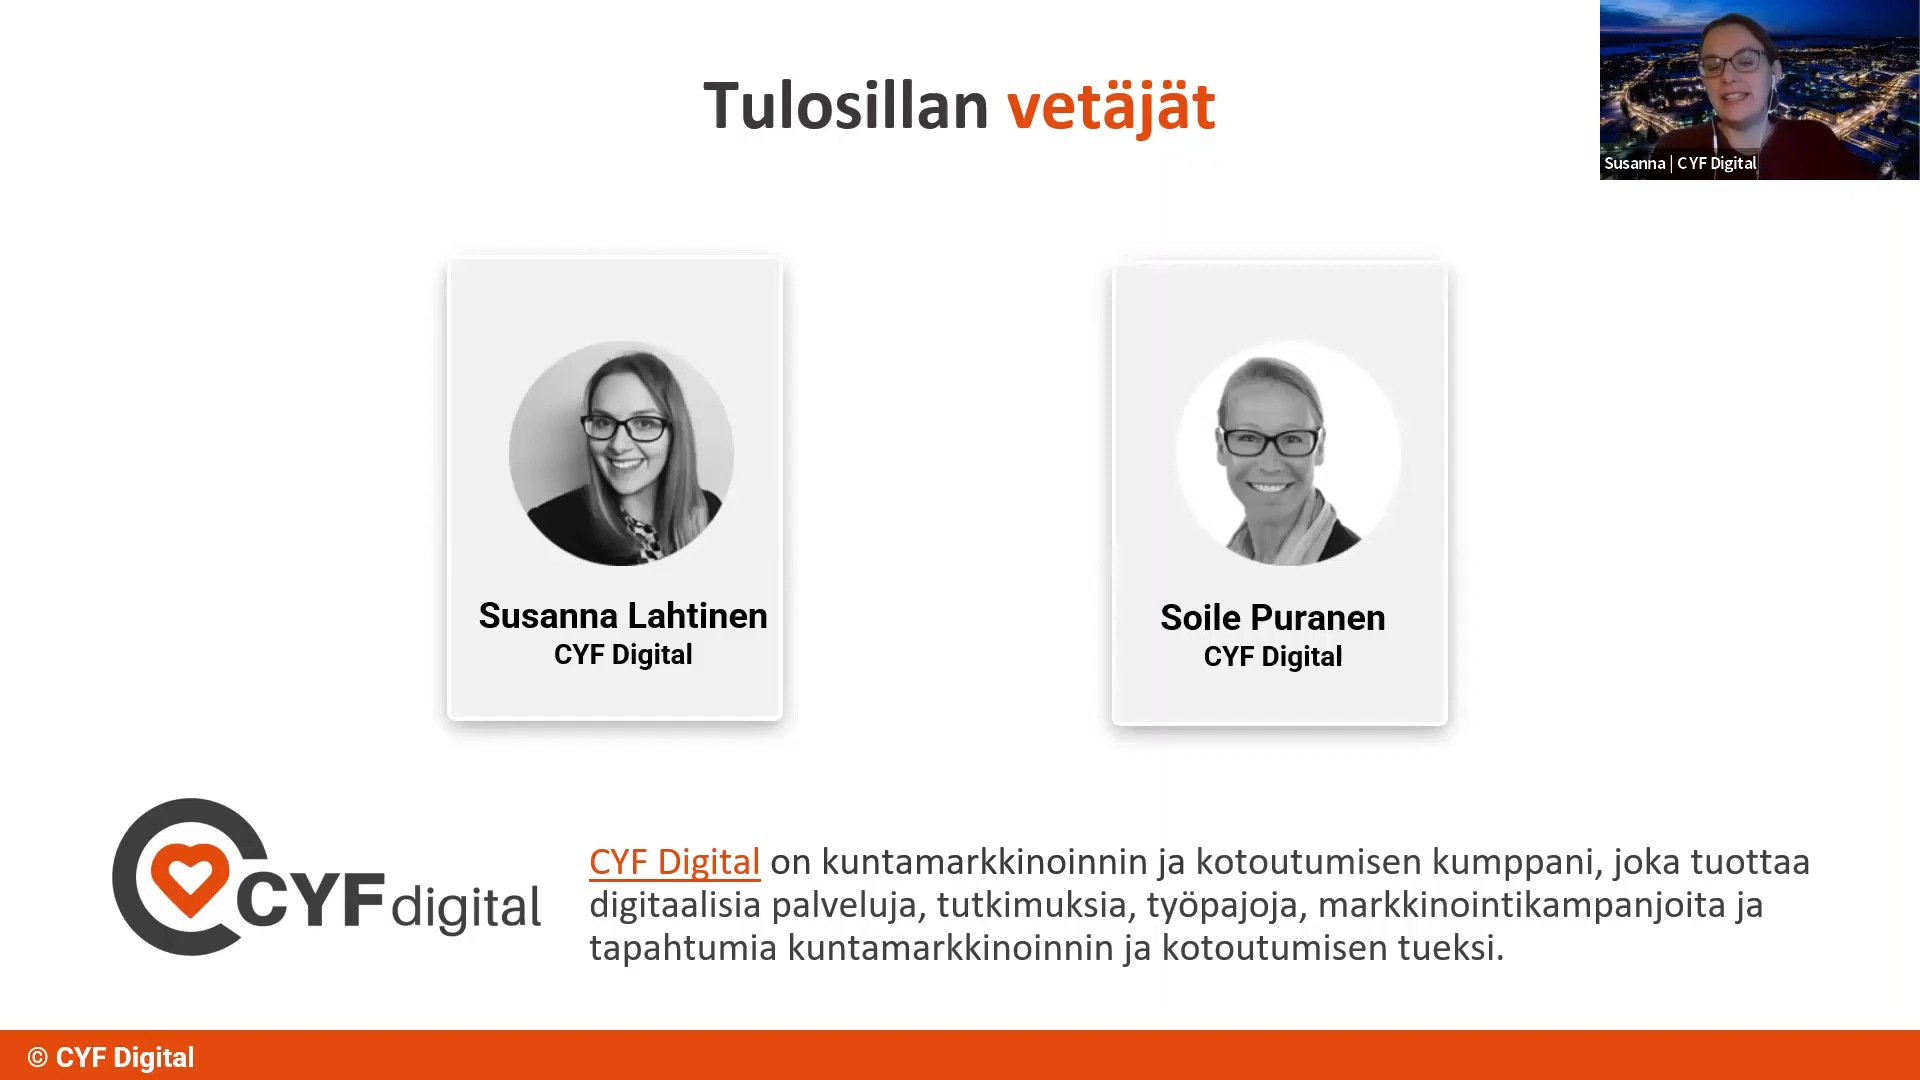 Tulosillan vetäjät
Susanna | CYF Digital
Susanna Lahtinen
CYF Digital
Soile Puranen
CYF Digital
CYF digital
CYF Digital on kuntamarkkinoinnin ja kotoutumisen kumppani, joka tuottaa
digitaalisia palveluja, tutkimuksia, työpajoja, markkinointikampanjoita ja
tapahtumia kuntamarkkinoinnin ja kotoutumisen tueksi.
© CYF Digital